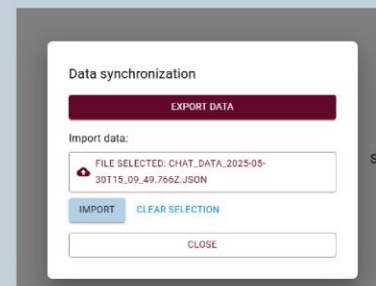 Data synchronization
EXPORT DATA
Import data:
FILE SELECTED: CHAT_DATA_2025-05-
30T15_09_49.766Z.JSON
IMPORT CLEAR SELECTION
CLOSE